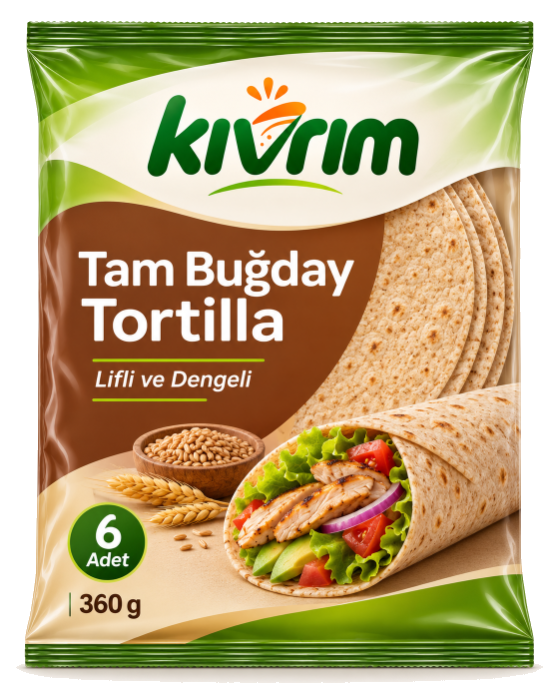 kıvrım
Tam Buğday
Tortilla
Lifli ve Dengeli
6
Adet
360 g